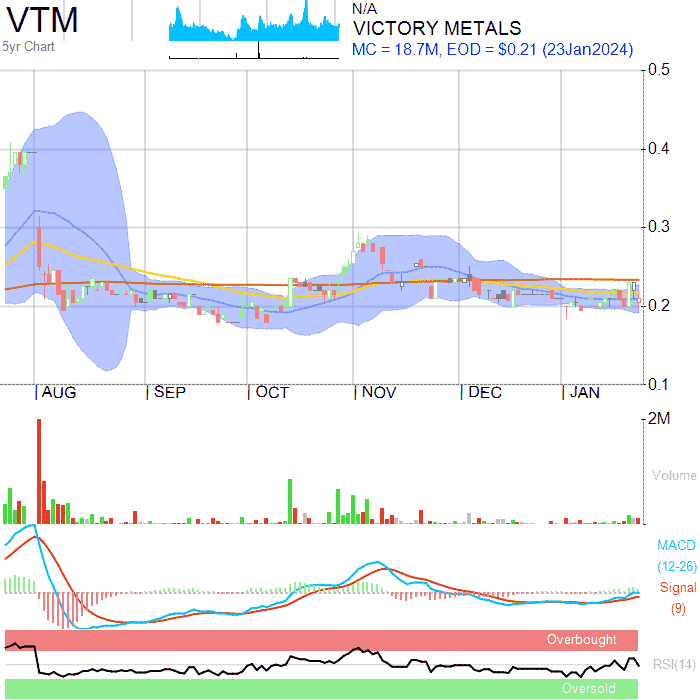 VTM
5yr Chart
N/A
VICTORY METALS
MC = 18.7M, EOD = $0.21 (23Jan2024)
0.5
0.4
0.3
0.2
0.1
AUG SEP OCT NOV DEC JAN
2M
Volume
MACD
(12-26)
Signal
(9)
Overbought
RSI(14)
Oversold